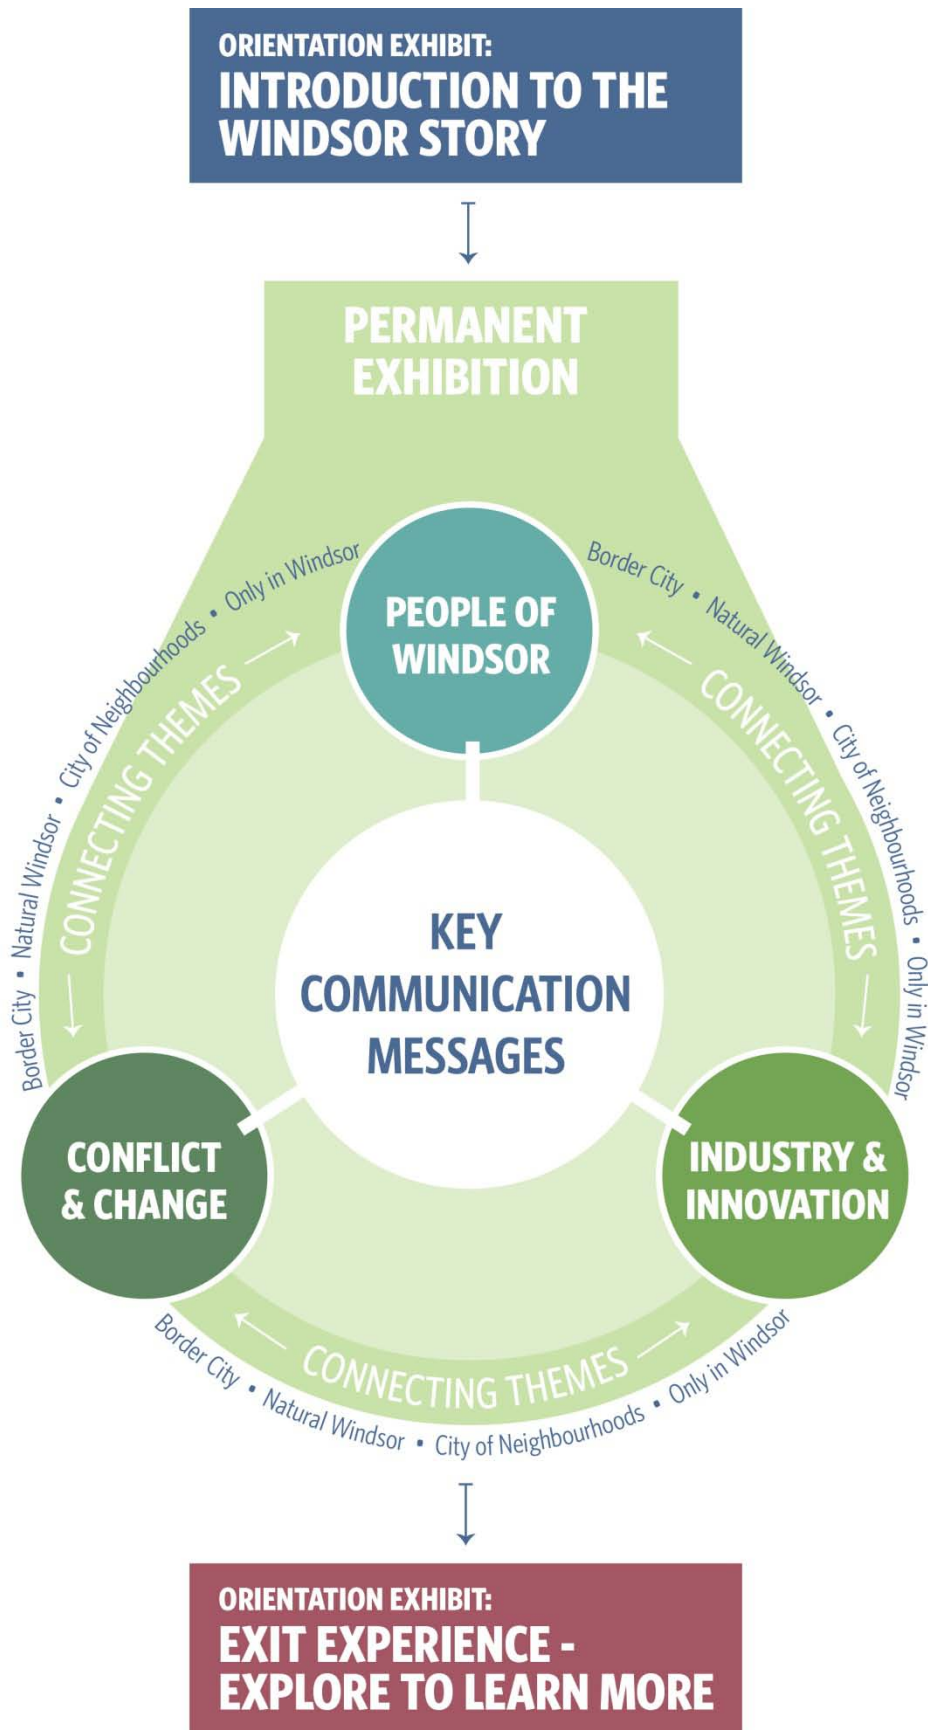 ORIENTATION EXHIBIT:
INTRODUCTION TO THE
WINDSOR STORY
PERMANENT
EXHIBITION
PEOPLE OF
WINDSOR
Border City • Natural Windsor • City of Neighbourhoods • Only in Windsor
CONNECTING THEMES
Border City • Natural Windsor • City of Neighbourhoods • Only in Windsor
CONNECTING THEMES
KEY
COMMUNICATION
MESSAGES
CONFLICT
& CHANGE
INDUSTRY &
INNOVATION
CONNECTING THEMES
Border City • Natural Windsor • City of Neighbourhoods • Only in Windsor
ORIENTATION EXHIBIT:
EXIT EXPERIENCE -
EXPLORE TO LEARN MORE